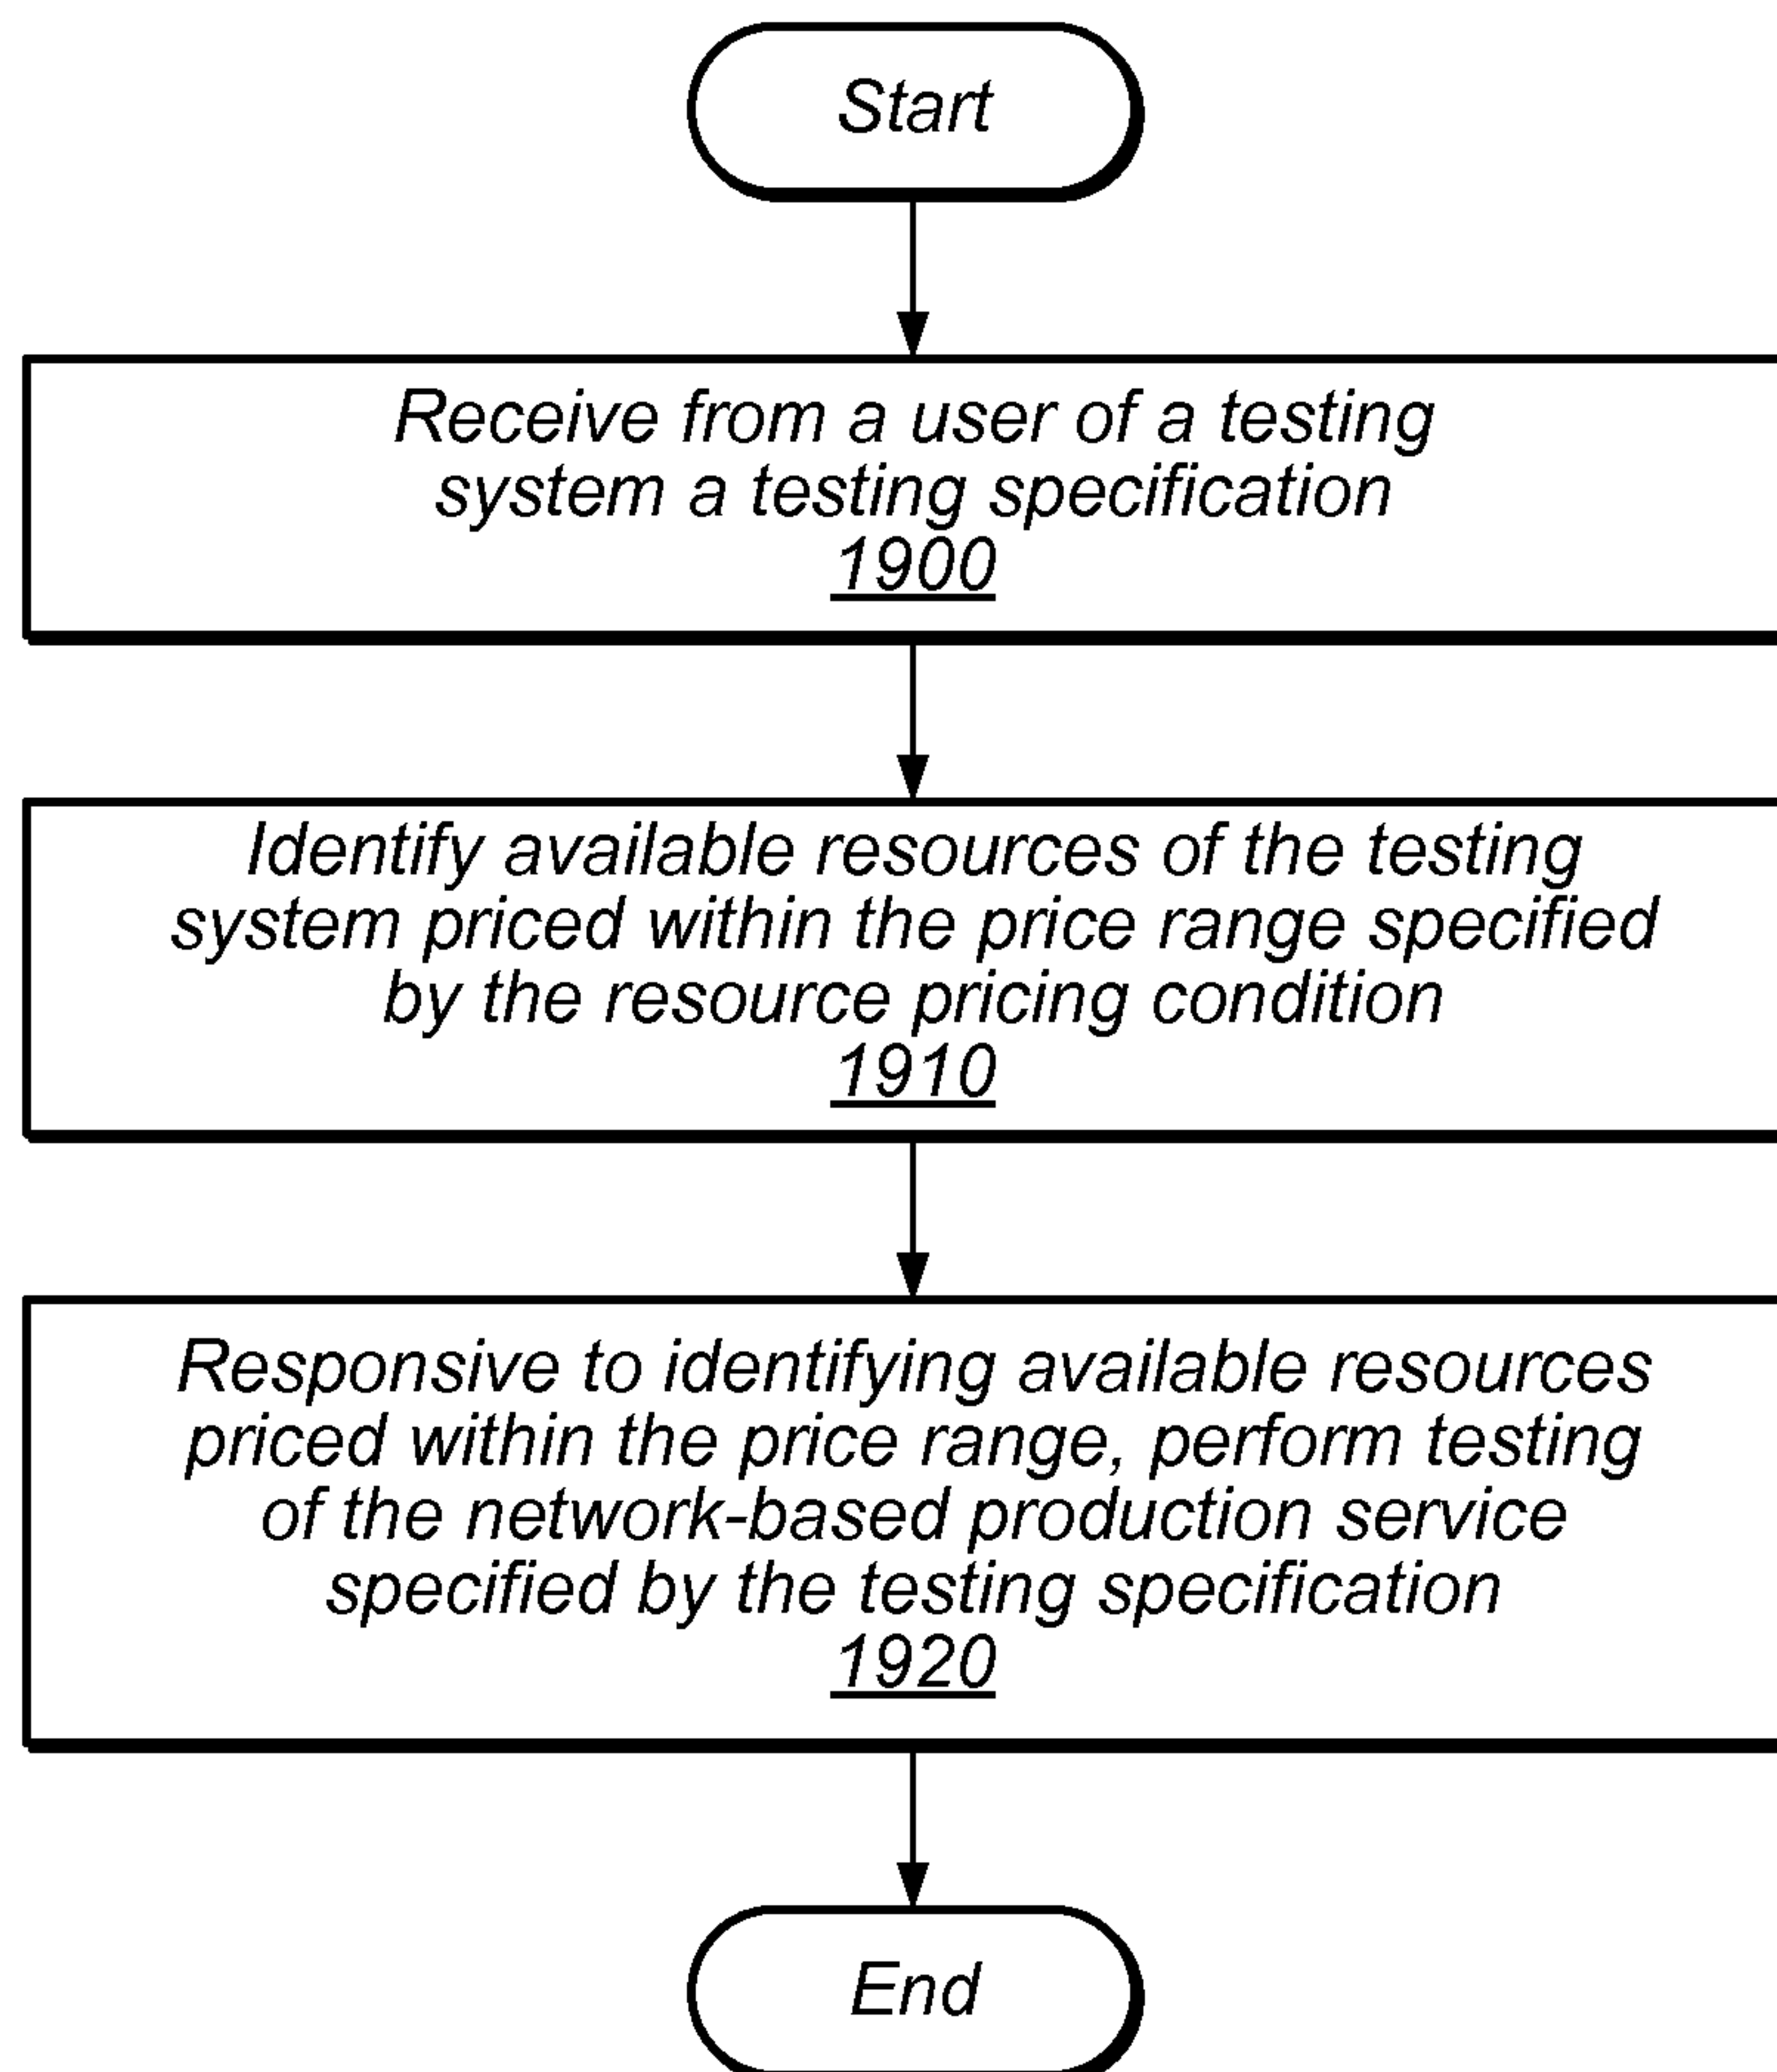 Start
Receive from a user of a testing
system a testing specification
1900
Identify available resources of the testing
system priced within the price range specified
by the resource pricing condition
1910
Responsive to identifying available resources
priced within the price range, perform testing
of the network-based production service
specified by the testing specification
1920
End